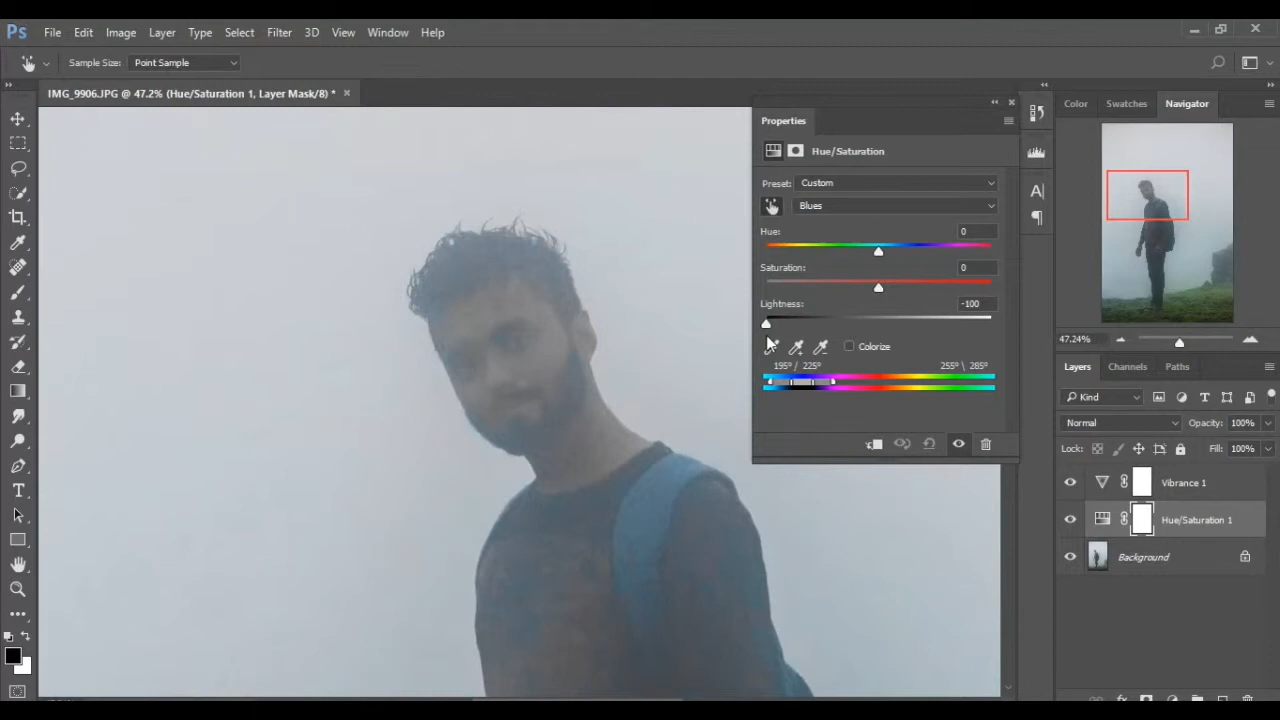 Ps File Edit Image Layer Type Select Filter 3D View Window Help
Sample Size: Point Sample
IMG_9906.JPG @ 47.2% (Hue/Saturation 1, Layer Mask/8) * ×
Properties
Hue/Saturation
Preset: Custom
Blues
Hue: 0
Saturation: 0
Lightness: -100
Colorize
195°/ 225° 255°\ 285°
Color Swatches Navigator
47.24%
Layers Channels Paths
Kind
Normal Opacity: 100%
Lock: Fill: 100%
Vibrance 1
Hue/Saturation 1
Background